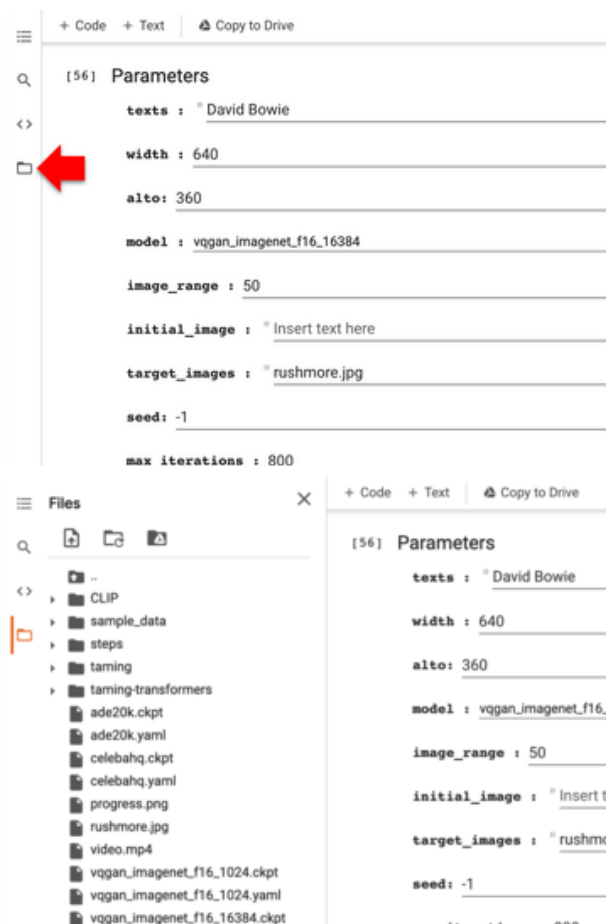 + Code + Text Copy to Drive
[56] Parameters
texts : "David Bowie
width : 640
alto: 360
model : vqgan_imagenet_f16_16384
image_range : 50
initial_image : "Insert text here
target_images : "rushmore.jpg
seed: -1
max iterations : 800
Files
..
CLIP
sample_data
steps
taming
taming-transformers
ade20k.ckpt
ade20k.yaml
celebahq.ckpt
celebahq.yaml
progress.png
rushmore.jpg
video.mp4
vqgan_imagenet_f16_1024.ckpt
vqgan_imagenet_f16_1024.yaml
vqgan_imagenet_f16_16384.ckpt
+ Code + Text Copy to Drive
[56] Parameters
texts : "David Bowie
width : 640
alto: 360
model : vqgan_imagenet_f16_
image_range : 50
initial_image : "Insert t
target_images : "rushmo
seed: -1